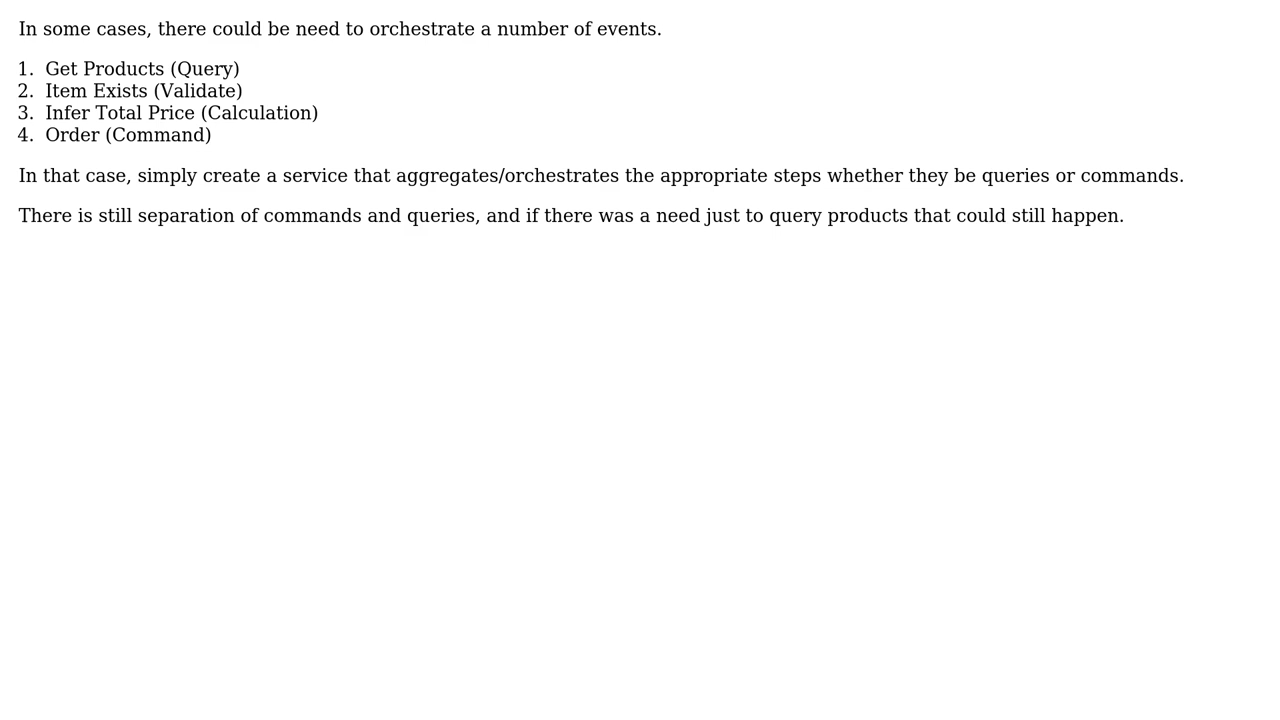 In some cases, there could be need to orchestrate a number of events.
1. Get Products (Query)
2. Item Exists (Validate)
3. Infer Total Price (Calculation)
4. Order (Command)
In that case, simply create a service that aggregates/orchestrates the appropriate steps whether they be queries or commands.
There is still separation of commands and queries, and if there was a need just to query products that could still happen.